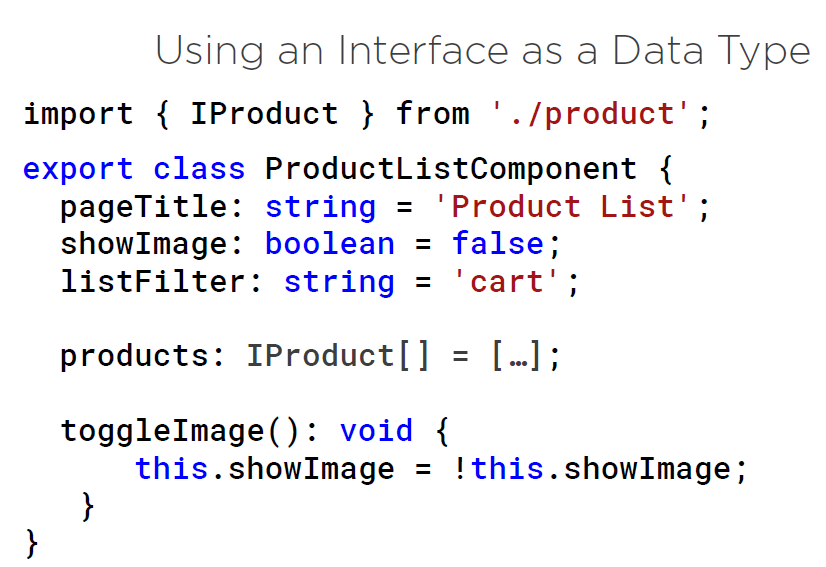 Using an Interface as a Data Type
import { IProduct } from './product';
export class ProductListComponent {
pageTitle: string = 'Product List';
showImage: boolean = false;
listFilter: string = 'cart';
products: IProduct[] = […];
toggleImage(): void {
this.showImage = !this.showImage;
}
}